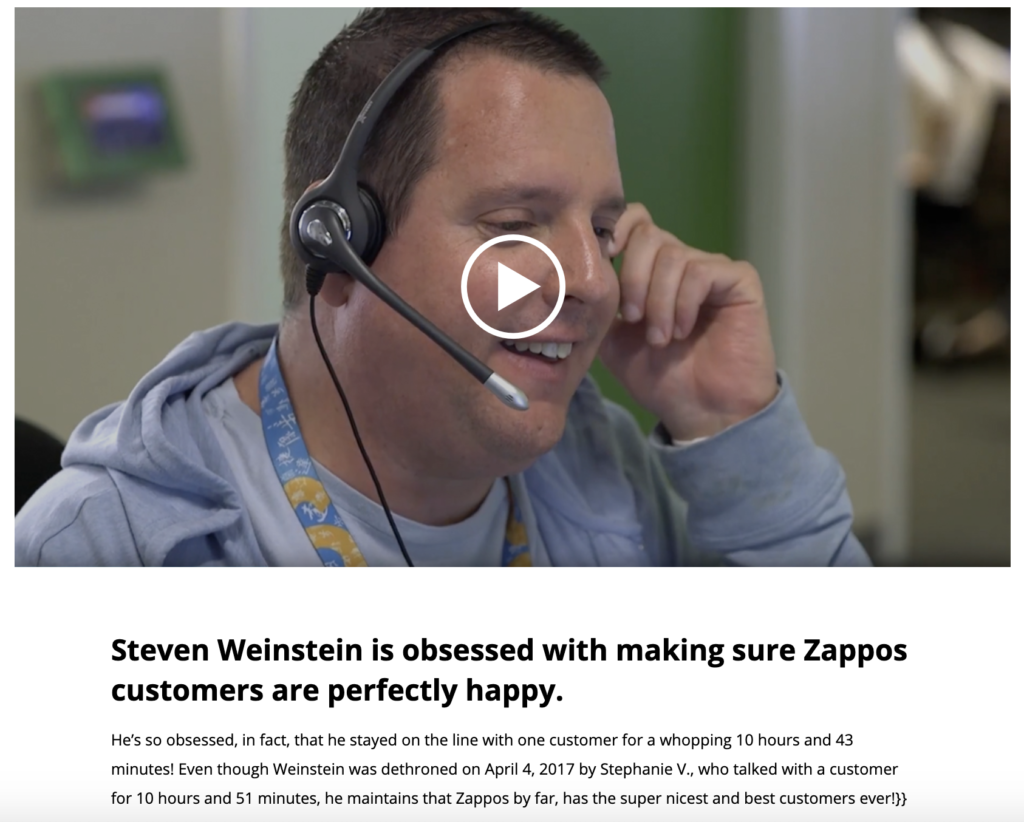 Steven Weinstein is obsessed with making sure Zappos
customers are perfectly happy.
He’s so obsessed, in fact, that he stayed on the line with one customer for a whopping 10 hours and 43
minutes! Even though Weinstein was dethroned on April 4, 2017 by Stephanie V., who talked with a customer
for 10 hours and 51 minutes, he maintains that Zappos by far, has the super nicest and best customers ever!}}